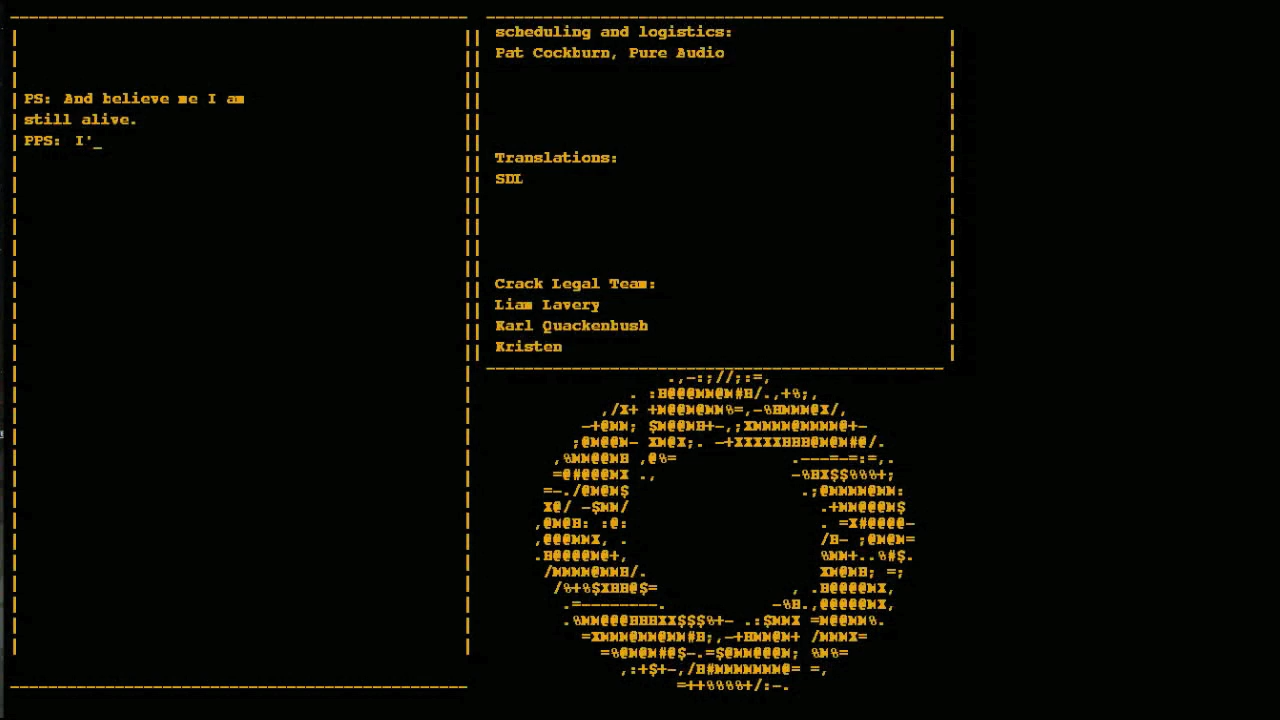 PS: And believe me I am
still alive.
PPS: I'_
scheduling and logistics:
Pat Cockburn, Pure Audio
Translations:
SDL
Crack Legal Team:
Liam Lavery
Karl Quackenbush
Kristen